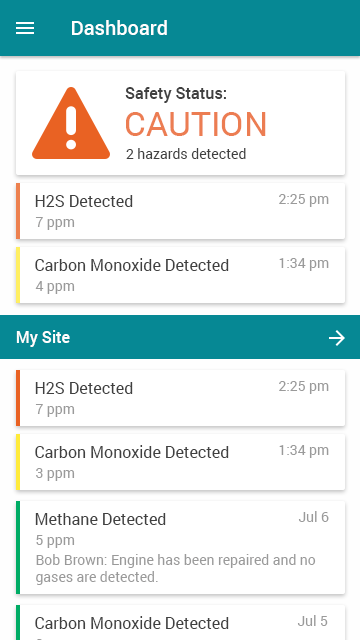 Dashboard
Safety Status:
CAUTION
2 hazards detected
H2S Detected
2:25 pm
7 ppm
Carbon Monoxide Detected
1:34 pm
4 ppm
My Site
H2S Detected
2:25 pm
7 ppm
Carbon Monoxide Detected
1:34 pm
3 ppm
Methane Detected
Jul 6
5 ppm
Bob Brown: Engine has been repaired and no
gases are detected.
Carbon Monoxide Detected
Jul 5